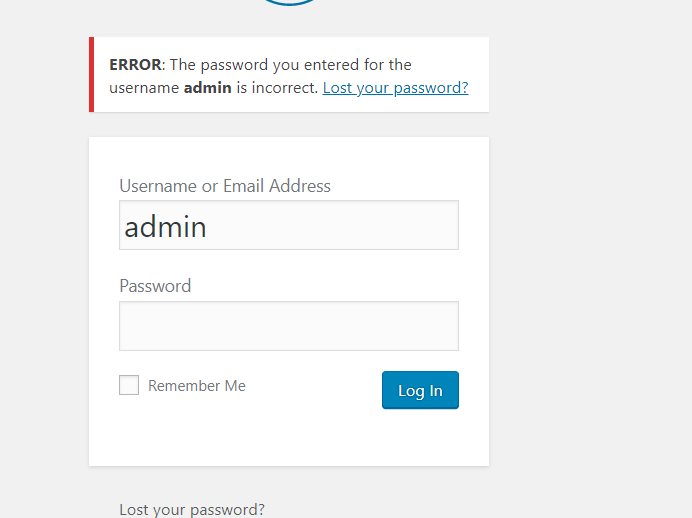 ERROR: The password you entered for the
username admin is incorrect. Lost your password?
Username or Email Address
admin
Password
Remember Me
Log In
Lost your password?